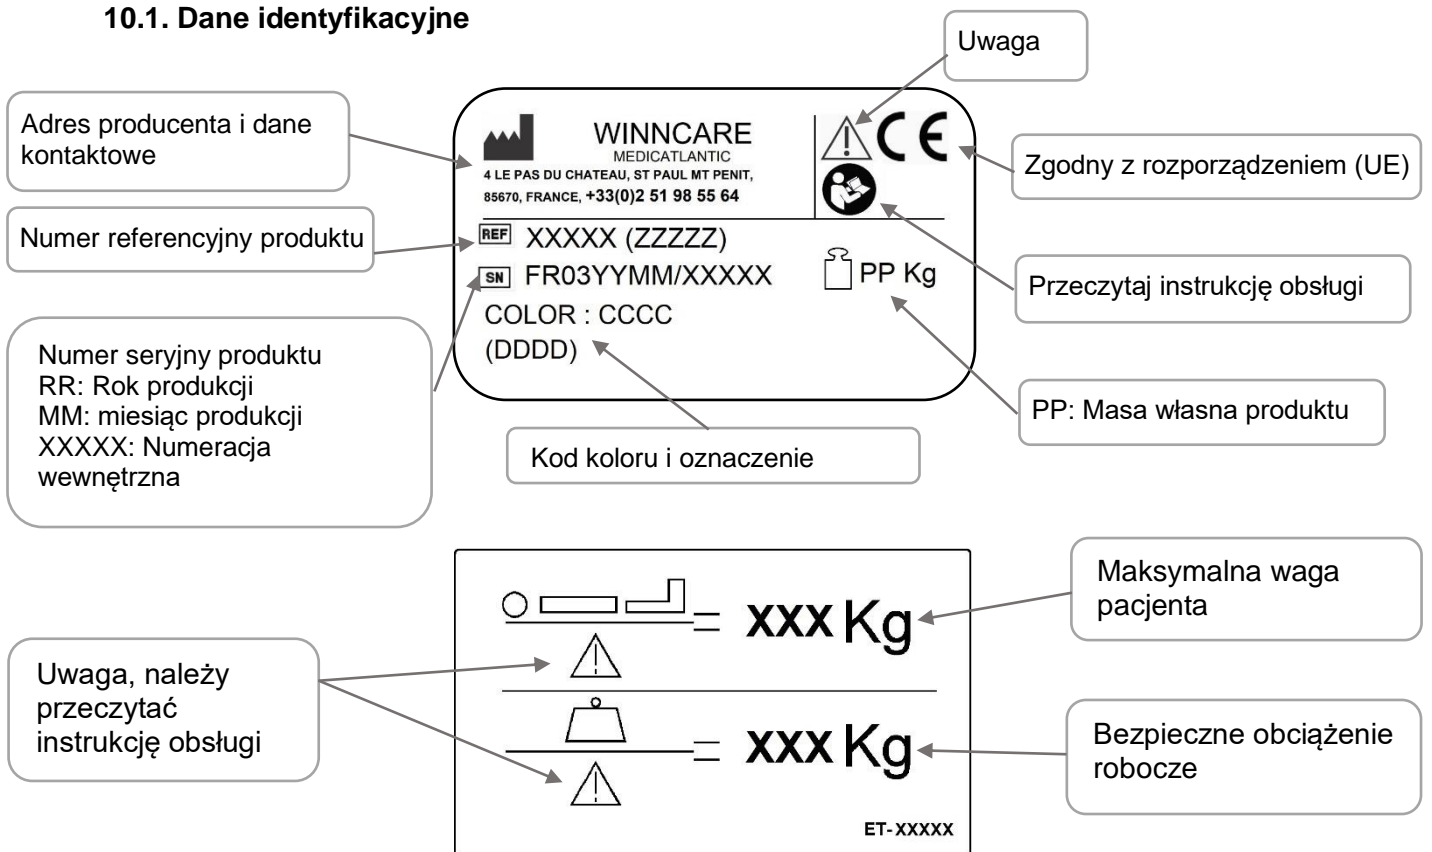 10.1. Dane identyfikacyjne
Uwaga
Adres producenta i dane
kontaktowe
WINNCARE
MEDICATLANTIC
4 LE PAS DU CHATEAU, ST PAUL MT PENIT,
85670, FRANCE, +33(0)2 51 98 55 64
CE
Zgodny z rozporządzeniem (UE)
Numer referencyjny produktu
REF XXXXX (ZZZZZ)
SN FR03YYMM/XXXXX
PP Kg
COLOR : CCCC
(DDDD)
Przeczytaj instrukcję obsługi
Numer seryjny produktu
RR: Rok produkcji
MM: miesiąc produkcji
XXXXX: Numeracja
wewnętrzna
PP: Masa własna produktu
Kod koloru i oznaczenie
Maksymalna waga
pacjenta
= XXX Kg
Uwaga, należy
przeczytać
instrukcję obsługi
= XXX Kg
Bezpieczne obciążenie
robocze
ET-XXXXX